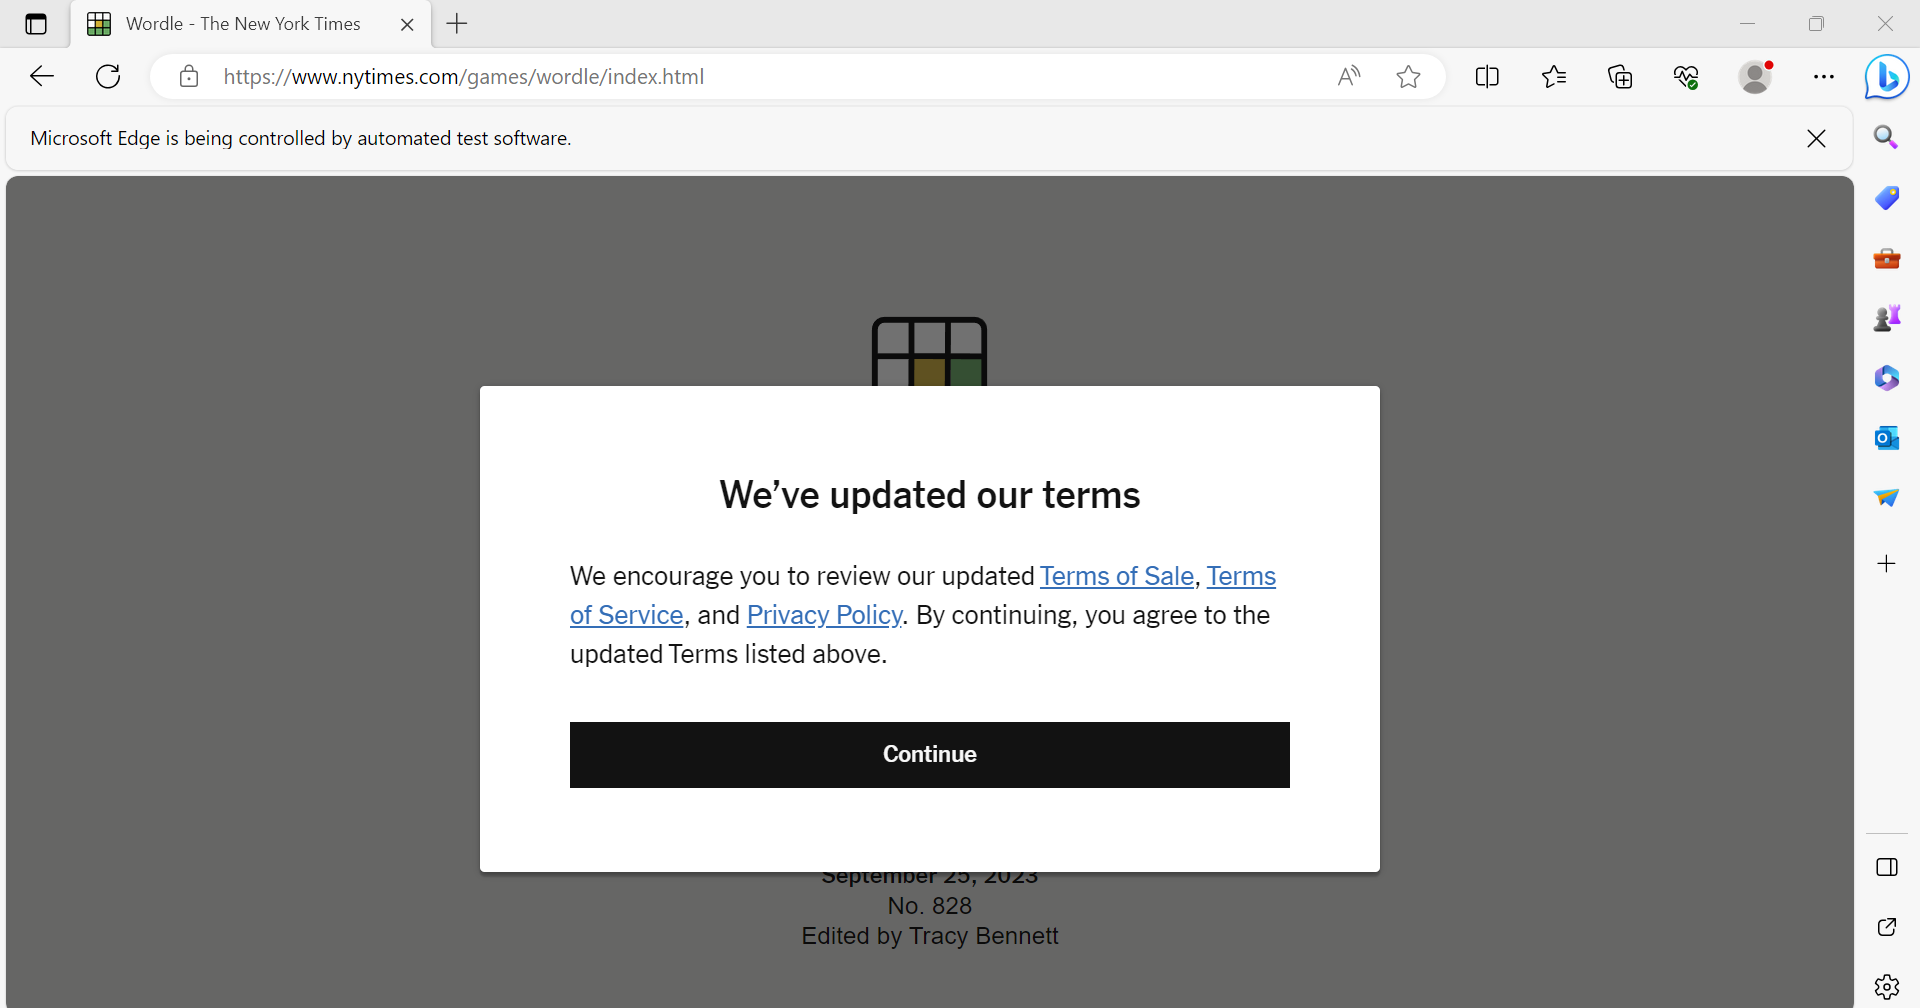 Wordle - The New York Times
https://www.nytimes.com/games/wordle/index.html
Microsoft Edge is being controlled by automated test software.
We’ve updated our terms
We encourage you to review our updated Terms of Sale, Terms
of Service, and Privacy Policy. By continuing, you agree to the
updated Terms listed above.
Continue
September 25, 2023
No. 828
Edited by Tracy Bennett